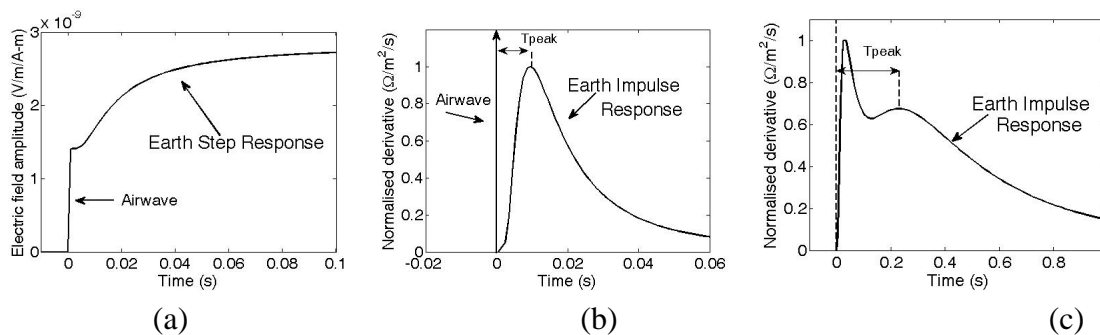 × 10⁻⁹
3
2
1
0
Electric field amplitude (V/m/A-m)
Earth Step Response
Airwave
0 0.02 0.04 0.06 0.08 0.1
Time (s)
(a)
Tpeak
1
0.8
0.6
0.4
0.2
0
Normalised derivative (Ω/m²/s)
Airwave
Earth Impulse
Response
-0.02 0 0.02 0.04 0.06
Time (s)
(b)
1
0.8
0.6
0.4
0.2
0
Normalised derivative (Ω/m²/s)
Tpeak
Earth Impulse
Response
0 0.2 0.4 0.6 0.8
Time (s)
(c)